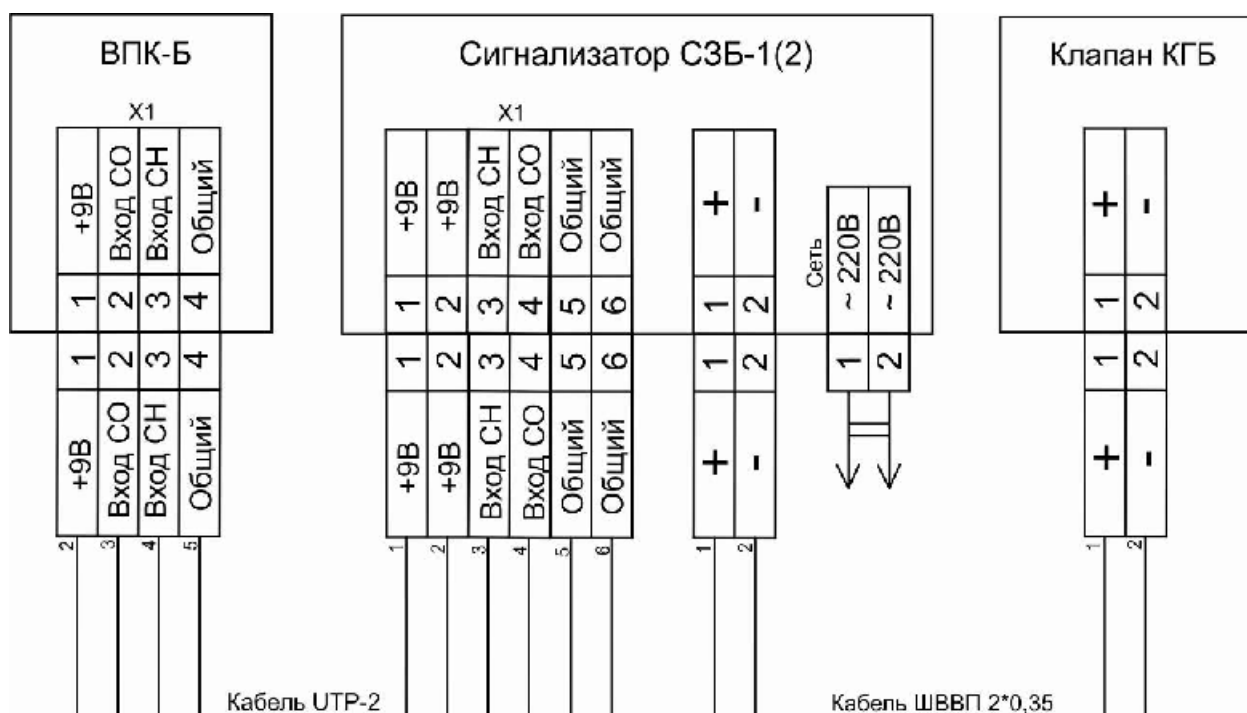 ВПК-Б
X1
+9В
Вход СО
Вход СН
Общий
1
2
3
4
1
2
3
4
+9В
Вход СО
Вход СН
Общий
2
3
4
5
Сигнализатор СЗБ-1(2)
X1
+9В
+9В
Вход СН
Вход СО
Общий
Общий
1
2
3
4
5
6
1
2
3
4
5
6
+9В
+9В
Вход СН
Вход СО
Общий
Общий
1
2
3
4
5
6
+
-
1
2
1
2
+
-
1
2
Сеть
~ 220В
~ 220В
1
2
Клапан КГБ
+
-
1
2
1
2
+
-
1
2
Кабель UTP-2
Кабель ШВВП 2*0,35